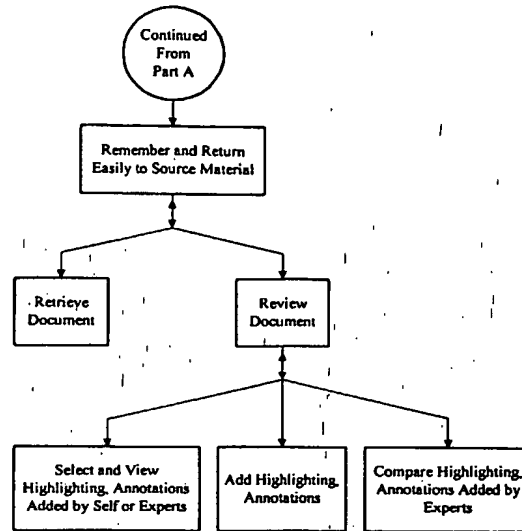 Continued
From
Part A
Remember and Return
Easily to Source Material
Retrieve
Document
Review
Document
Select and View
Highlighting, Annotations
Added by Self or Experts
Add Highlighting,
Annotations
Compare Highlighting,
Annotations Added by
Experts